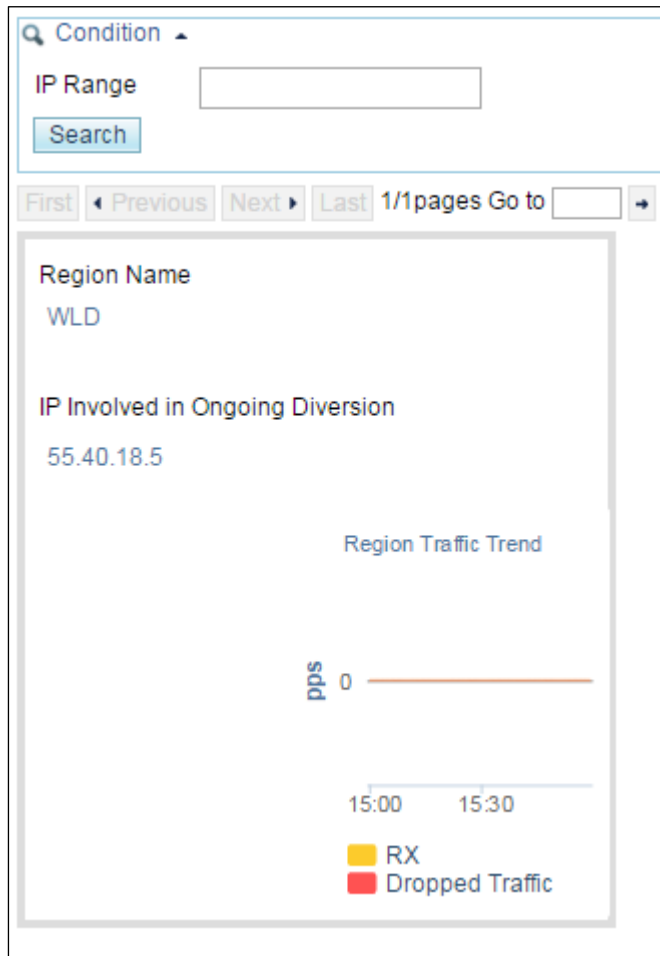 Condition
IP Range
Search
First Previous Next Last 1/1pages Go to
Region Name
WLD
IP Involved in Ongoing Diversion
55.40.18.5
Region Traffic Trend
pps
0
15:00 15:30
RX
Dropped Traffic